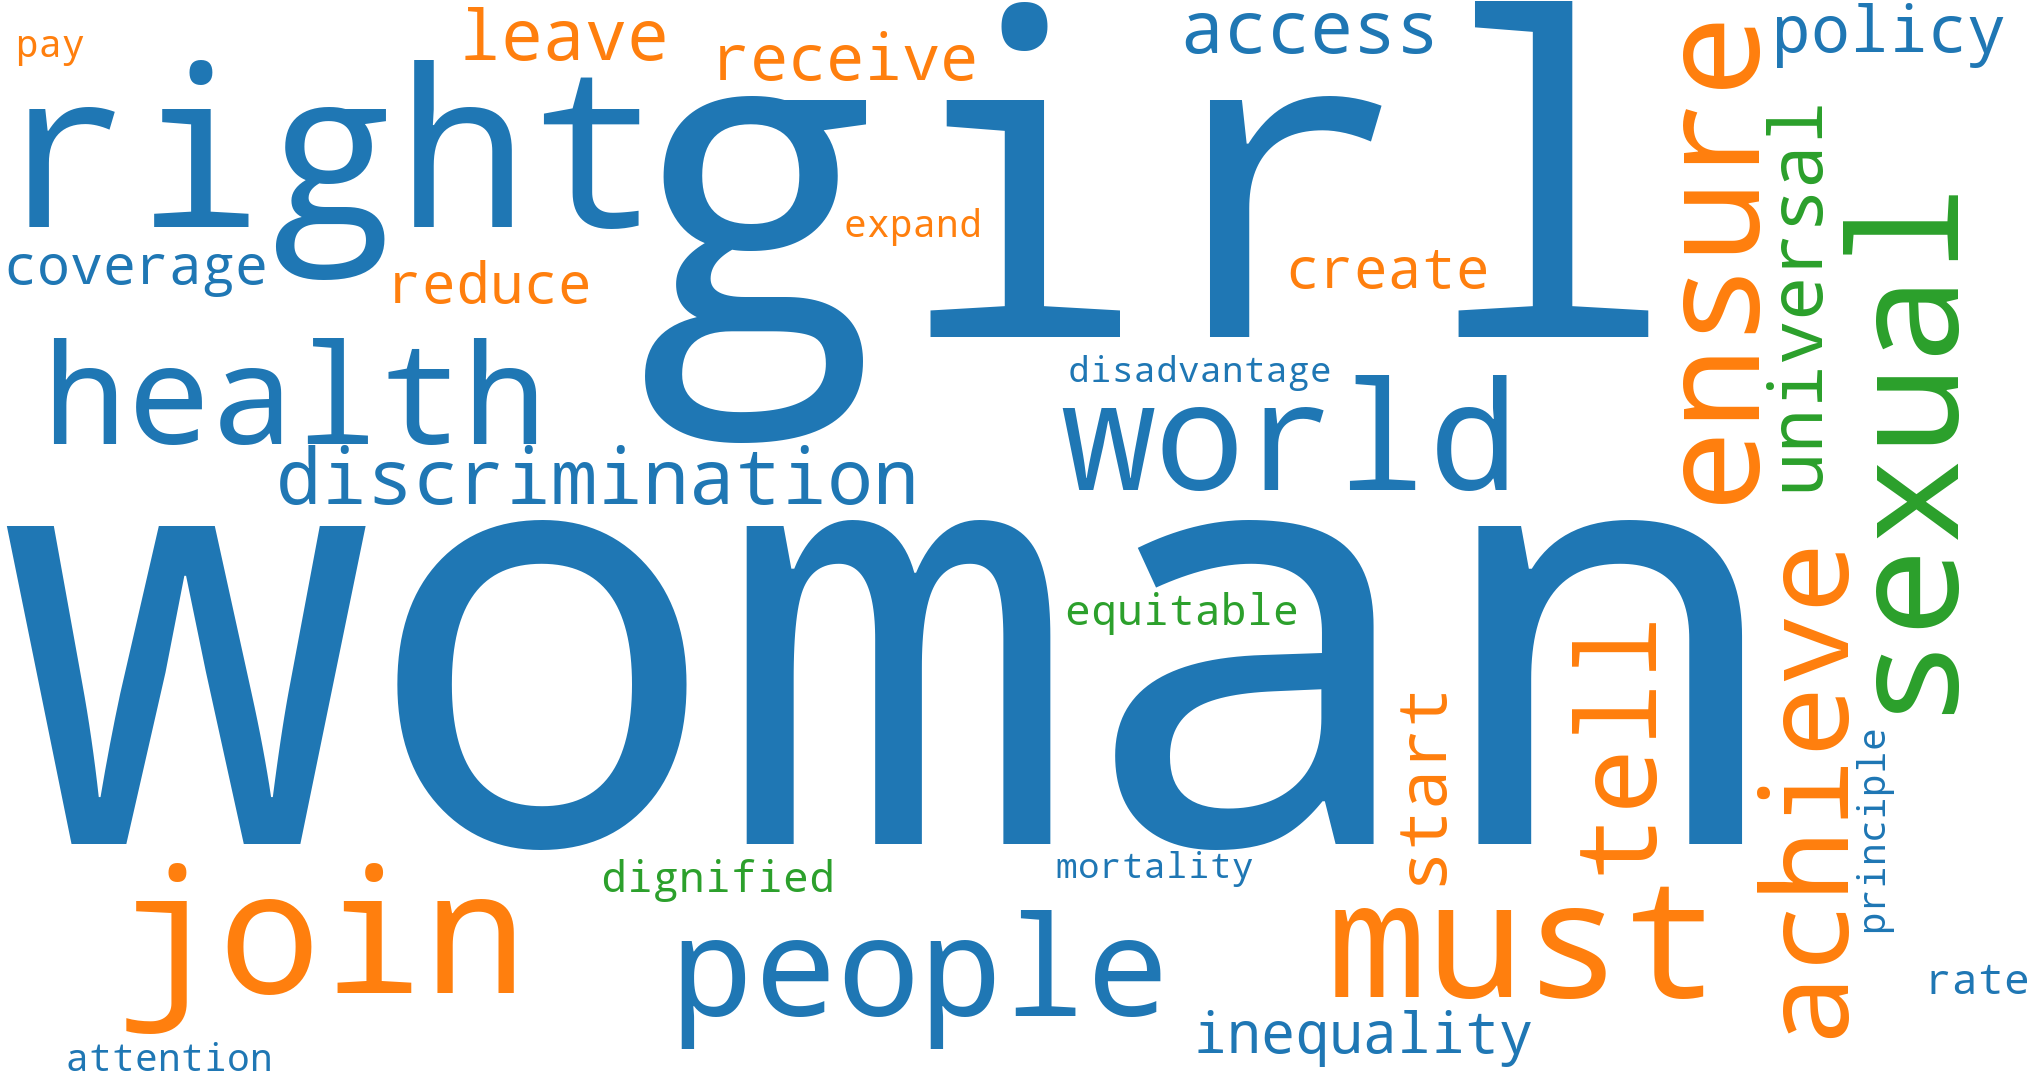 pay
leave
receive
access
policy
right
girl
ensure
universal
sexual
expand
coverage
reduce
create
health
disadvantage
world
discrimination
woman
equitable
tell
start
achieve
principle
join
dignified
mortality
people
must
rate
inequality
attention